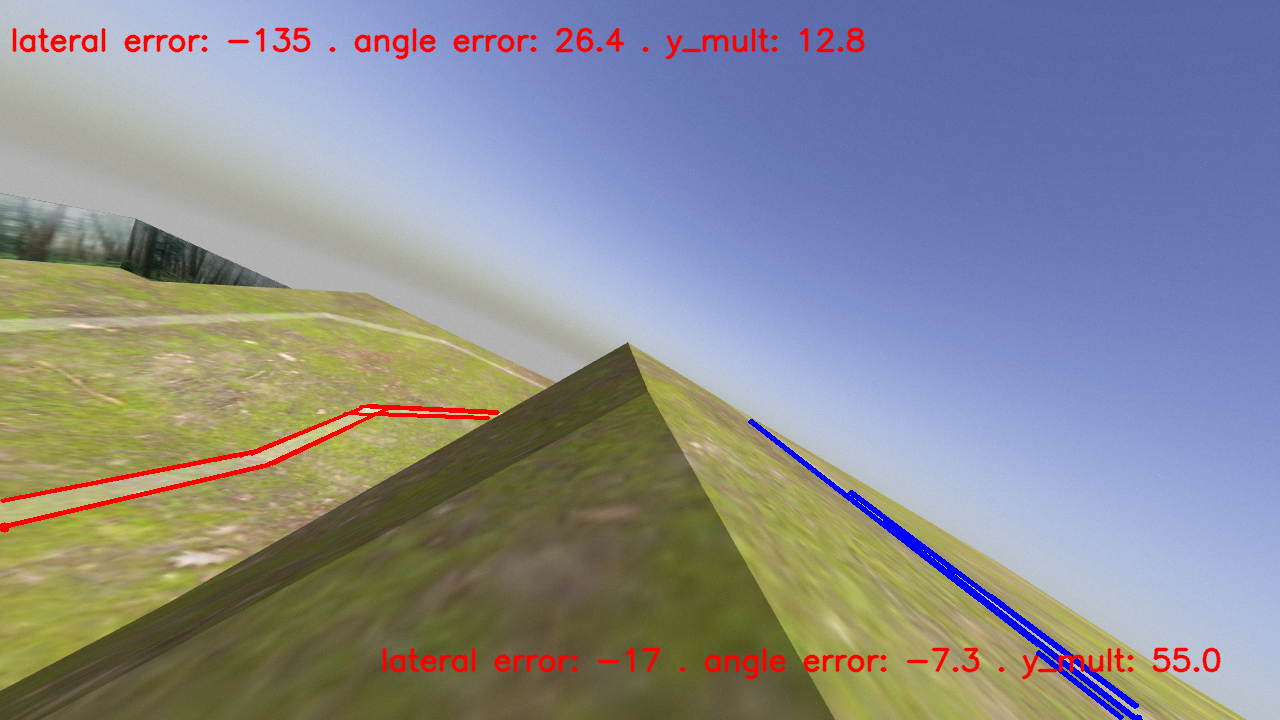 lateral error: -135 . angle error: 26.4 . y_mult: 12.8
lateral error: -17 . angle error: -7.3 . y_mult: 55.0